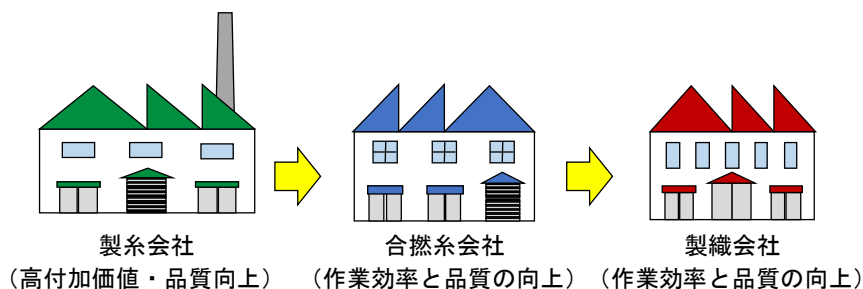 製糸会社
（高付加価値・品質向上）
合撚糸会社
（作業効率と品質の向上）
製織会社
（作業効率と品質の向上）